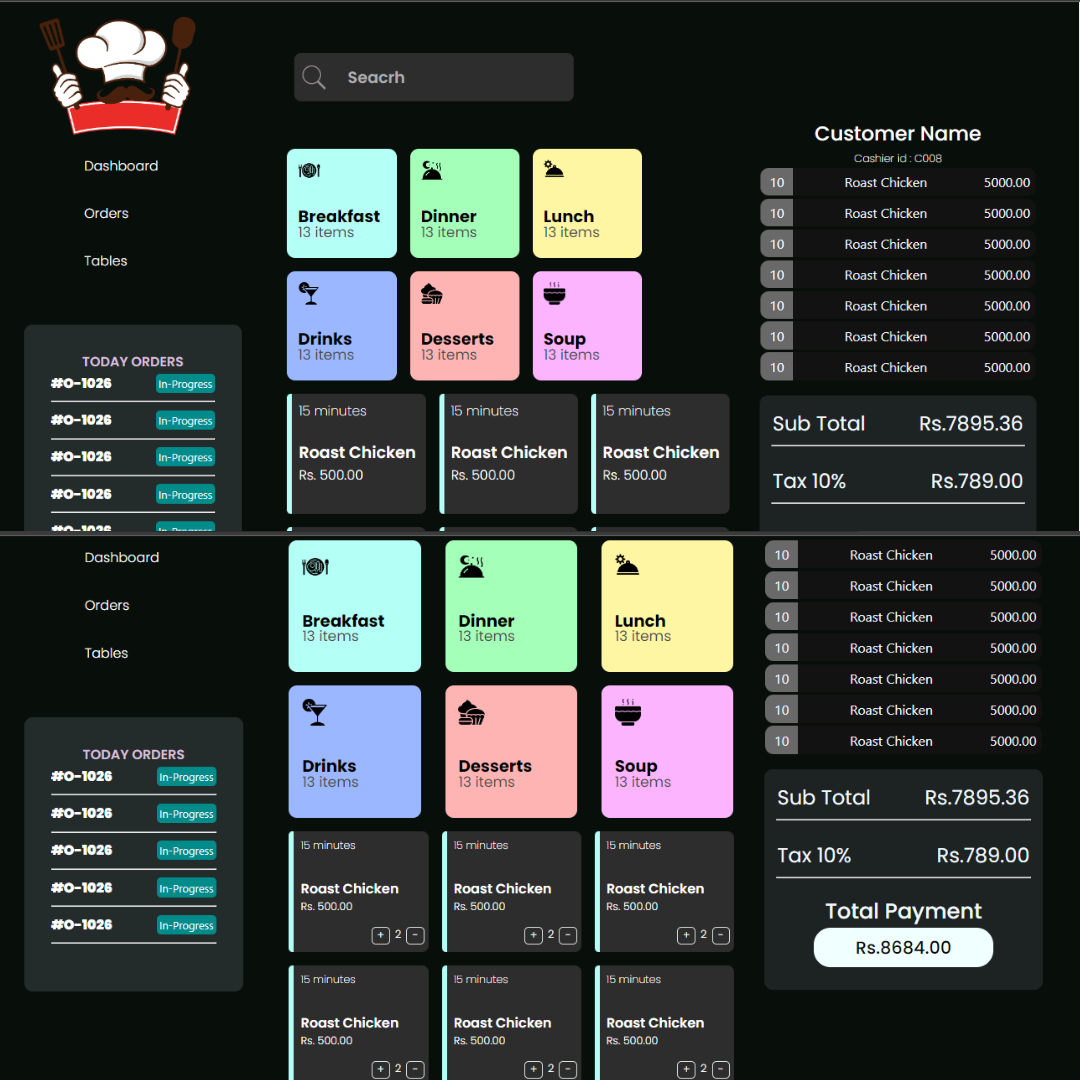 Seacrh
Dashboard
Orders
Tables
TODAY ORDERS
#O-1026 In-Progress
#O-1026 In-Progress
#O-1026 In-Progress
#O-1026 In-Progress
#O-1026 In-Progress
Breakfast
13 items
Dinner
13 items
Lunch
13 items
Drinks
13 items
Desserts
13 items
Soup
13 items
15 minutes
Roast Chicken
Rs. 500.00
15 minutes
Roast Chicken
Rs. 500.00
15 minutes
Roast Chicken
Rs. 500.00
Customer Name
Cashier id : C008
10 Roast Chicken 5000.00
10 Roast Chicken 5000.00
10 Roast Chicken 5000.00
10 Roast Chicken 5000.00
10 Roast Chicken 5000.00
10 Roast Chicken 5000.00
10 Roast Chicken 5000.00
Sub Total Rs.7895.36
Tax 10% Rs.789.00
Dashboard
Orders
Tables
TODAY ORDERS
#O-1026 In-Progress
#O-1026 In-Progress
#O-1026 In-Progress
#O-1026 In-Progress
#O-1026 In-Progress
Breakfast
13 items
Dinner
13 items
Lunch
13 items
Drinks
13 items
Desserts
13 items
Soup
13 items
15 minutes
Roast Chicken
Rs. 500.00
+ 2 -
15 minutes
Roast Chicken
Rs. 500.00
+ 2 -
15 minutes
Roast Chicken
Rs. 500.00
+ 2 -
15 minutes
Roast Chicken
Rs. 500.00
+ 2 -
15 minutes
Roast Chicken
Rs. 500.00
+ 2 -
15 minutes
Roast Chicken
Rs. 500.00
+ 2 -
10 Roast Chicken 5000.00
10 Roast Chicken 5000.00
10 Roast Chicken 5000.00
10 Roast Chicken 5000.00
10 Roast Chicken 5000.00
10 Roast Chicken 5000.00
10 Roast Chicken 5000.00
Sub Total Rs.7895.36
Tax 10% Rs.789.00
Total Payment
Rs.8684.00